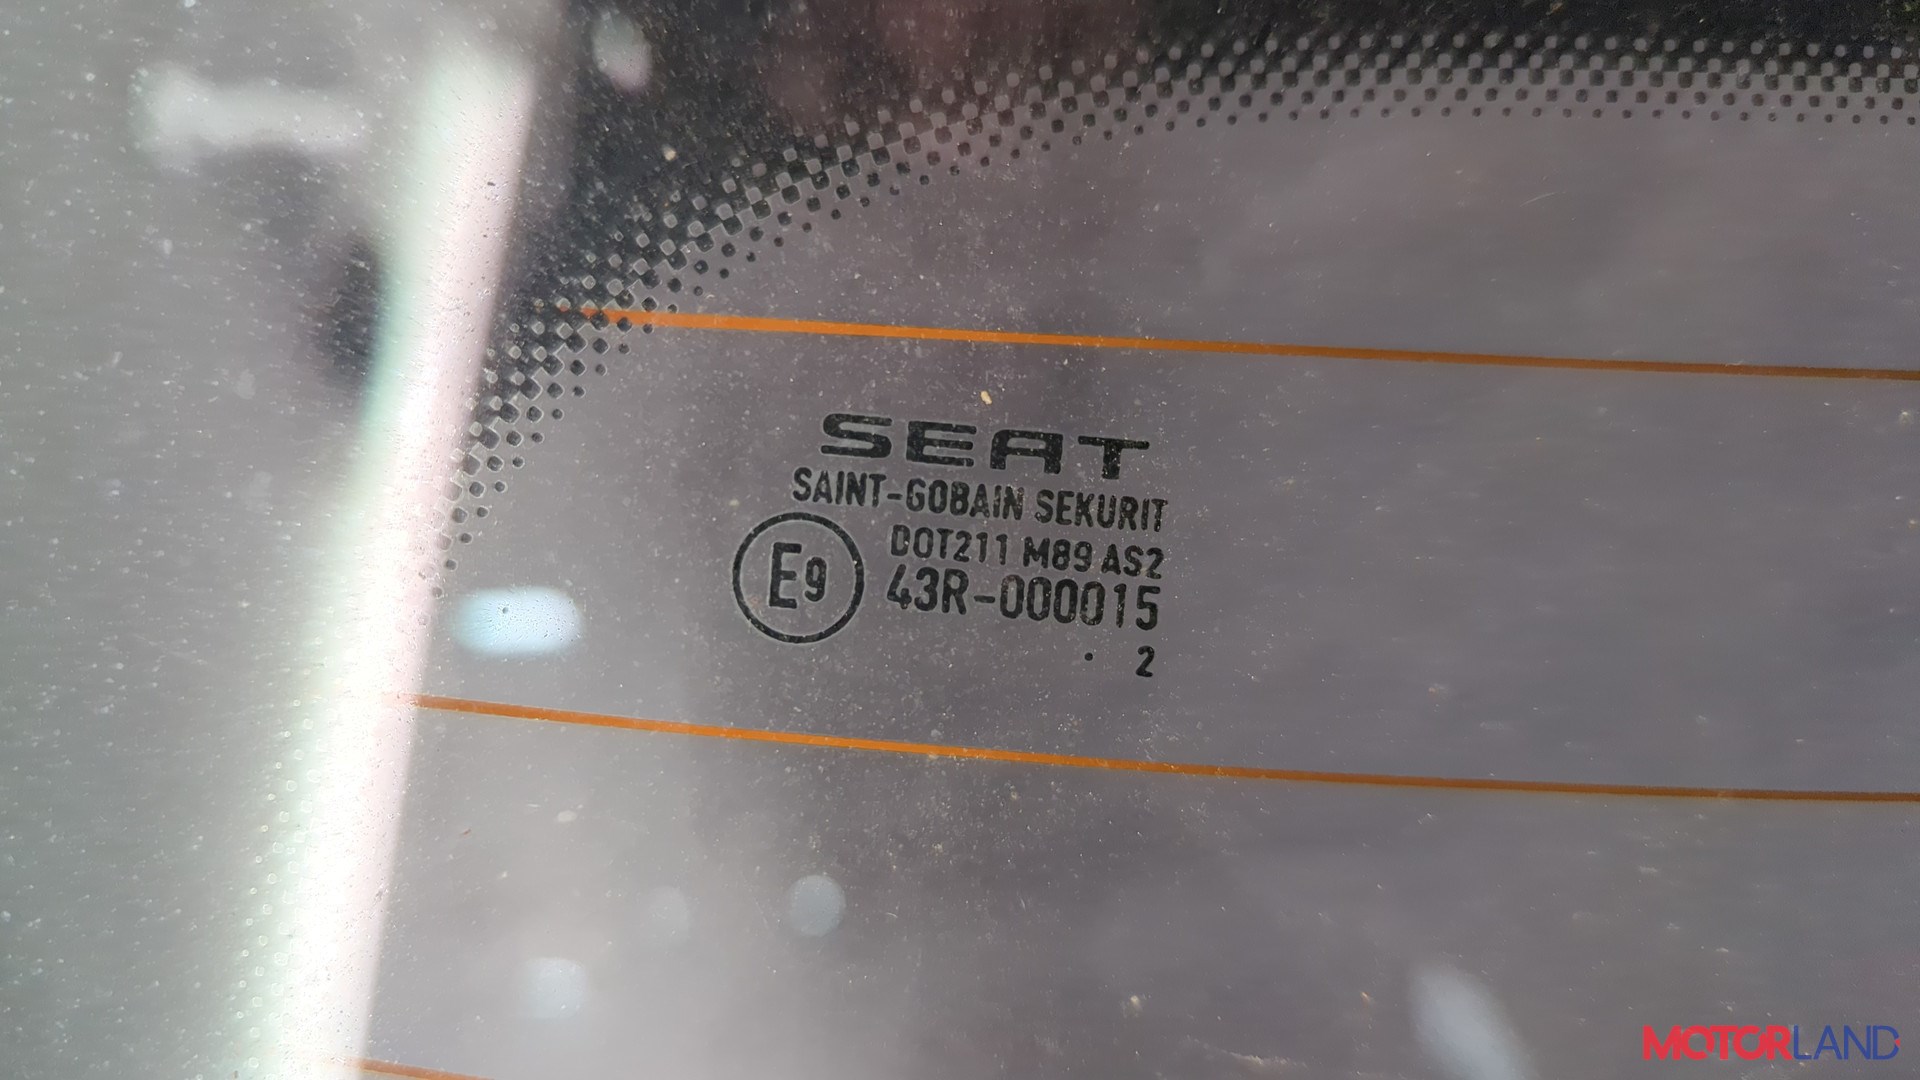 SEAT
SAINT-GOBAIN SEKURIT
DOT211 M89 AS2
E9 43R-000015
. 2
MOTORLAND